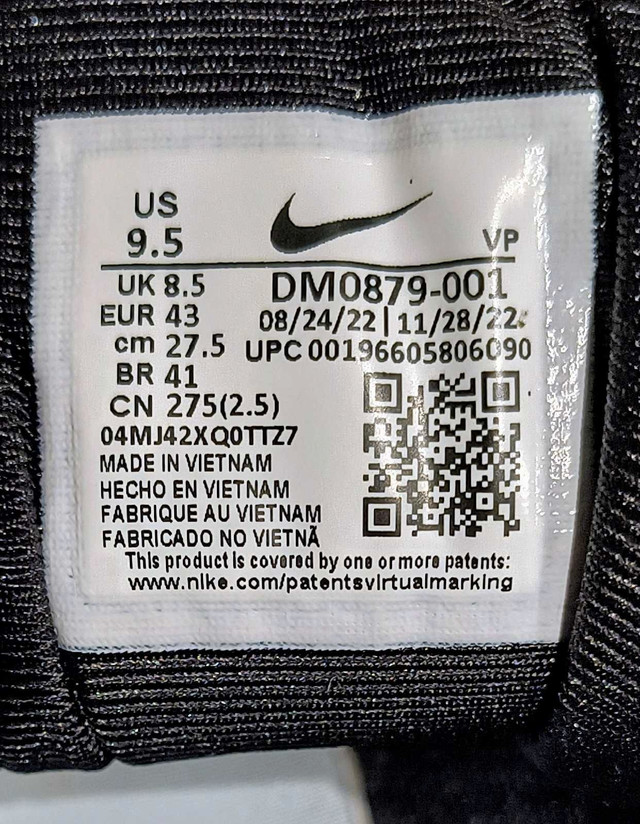 US
9.5 VP
UK 8.5 DM0879-001
EUR 43 08/24/22 | 11/28/22
cm 27.5 UPC 00196605806090
BR 41
CN 275(2.5)
04MJ42XQ0TTZ7
MADE IN VIETNAM
HECHO EN VIETNAM
FABRIQUE AU VIETNAM
FABRICADO NO VIETNÃ
This product is covered by one or more patents:
www.nike.com/patentsvirtualmarking